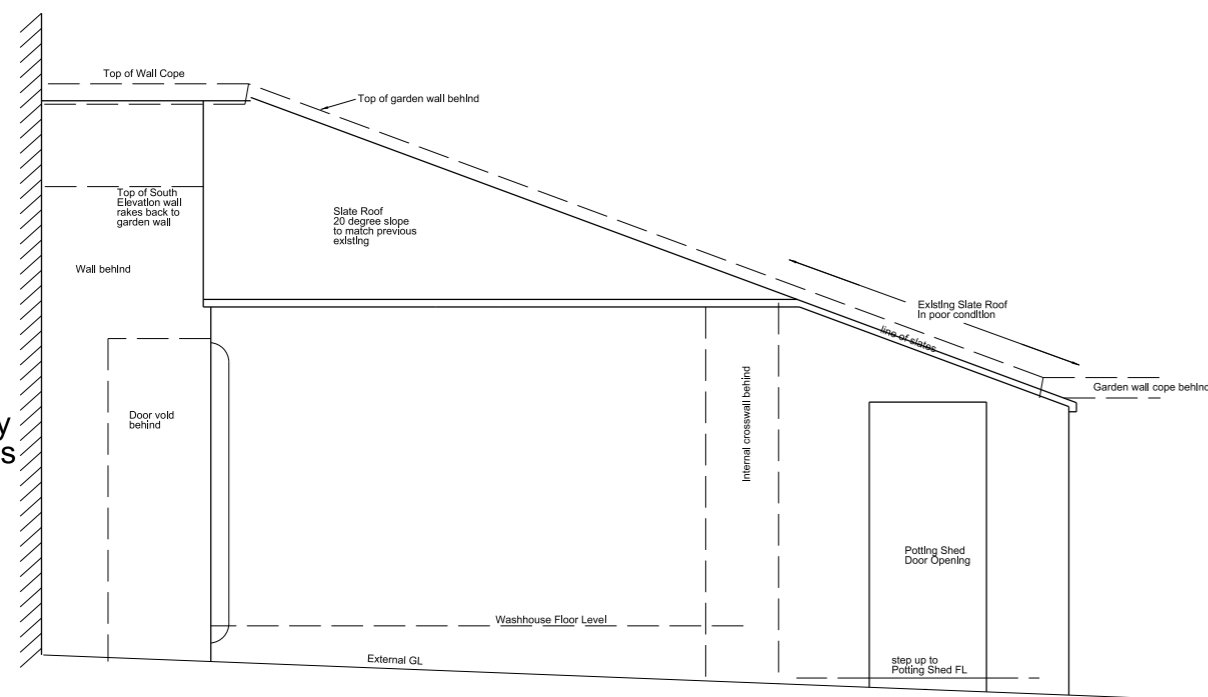 Top of Wall Cope
Top of garden wall behind
Top of South
Elevation wall
rakes back to
garden wall
Slate Roof
20 degree slope
to match previous
existing
Wall behind
Existing Slate Roof
in poor condition
line of slates
Garden wall cope behind
Internal crosswall behind
Door void
behind
y
s
Potting Shed
Door Opening
Washhouse Floor Level
External GL
step up to
Potting Shed FL